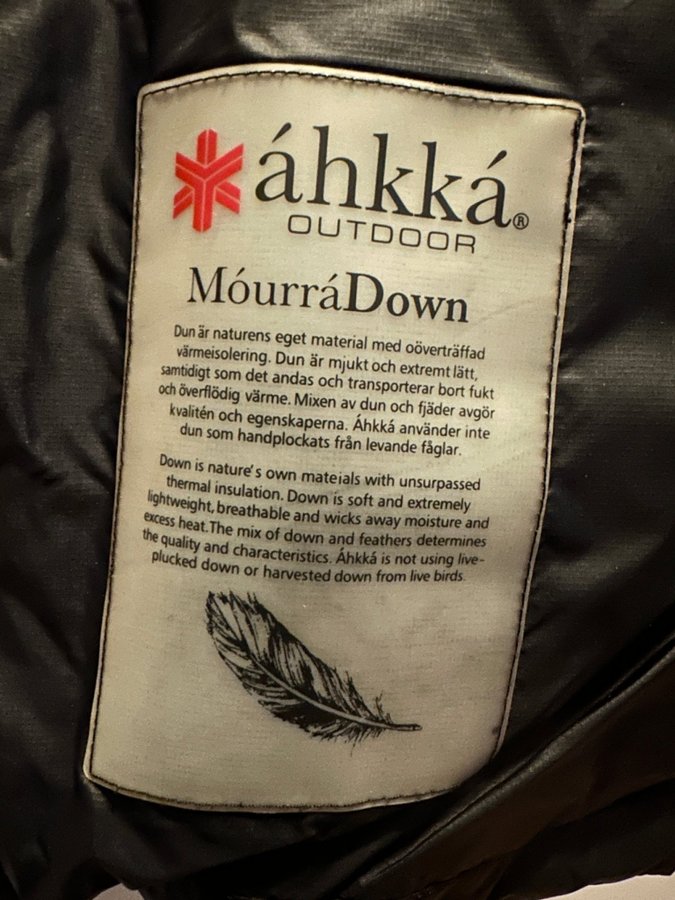 áhkká®
OUTDOOR
MóurráDown
Dun är naturens eget material med oöverträffad
värmeisolering. Dun är mjukt och extremt lätt,
samtidigt som det andas och transporterar bort fukt
och överflödig värme. Mixen av dun och fjäder avgör
kvalitén och egenskaperna. Áhkká använder inte
dun som handplockats från levande fåglar.
Down is nature's own mateials with unsurpassed
thermal insulation. Down is soft and extremely
lightweight, breathable and wicks away moisture and
excess heat. The mix of down and feathers determines
the quality and characteristics. Áhkká is not using live-
plucked down or harvested down from live birds.